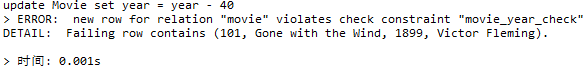 update Movie set year = year - 40
> ERROR:  new row for relation "movie" violates check constraint "movie_year_check"
DETAIL:  Failing row contains (101, Gone with the Wind, 1899, Victor Fleming).
> 时间: 0.001s